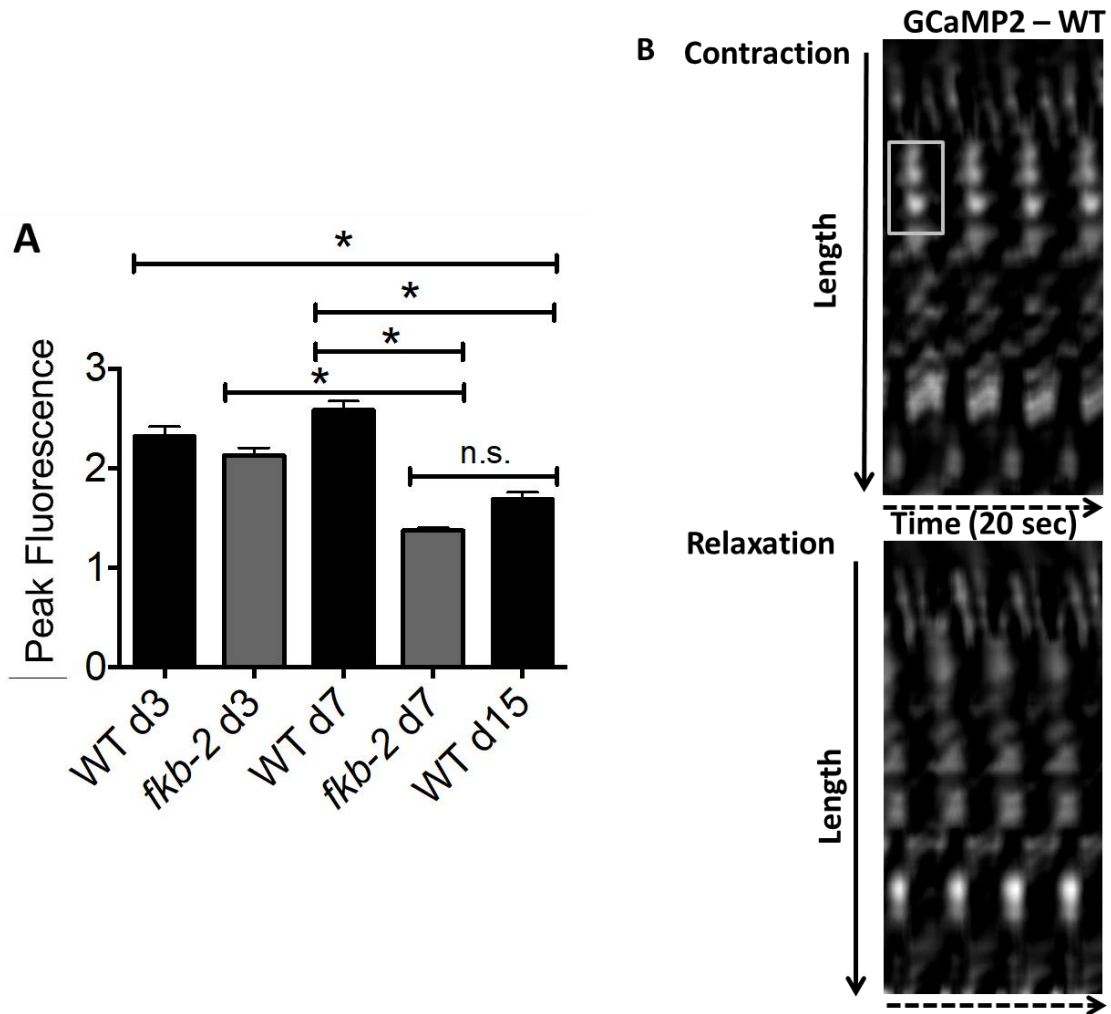 A
*
*
*
*
n.s.
Peak Fluorescence
3
2
1
0
WT d3
fkb-2 d3
WT d7
fkb-2 d7
WT d15
B
GCaMP2 – WT
Contraction
Length
Time (20 sec)
Relaxation
Length